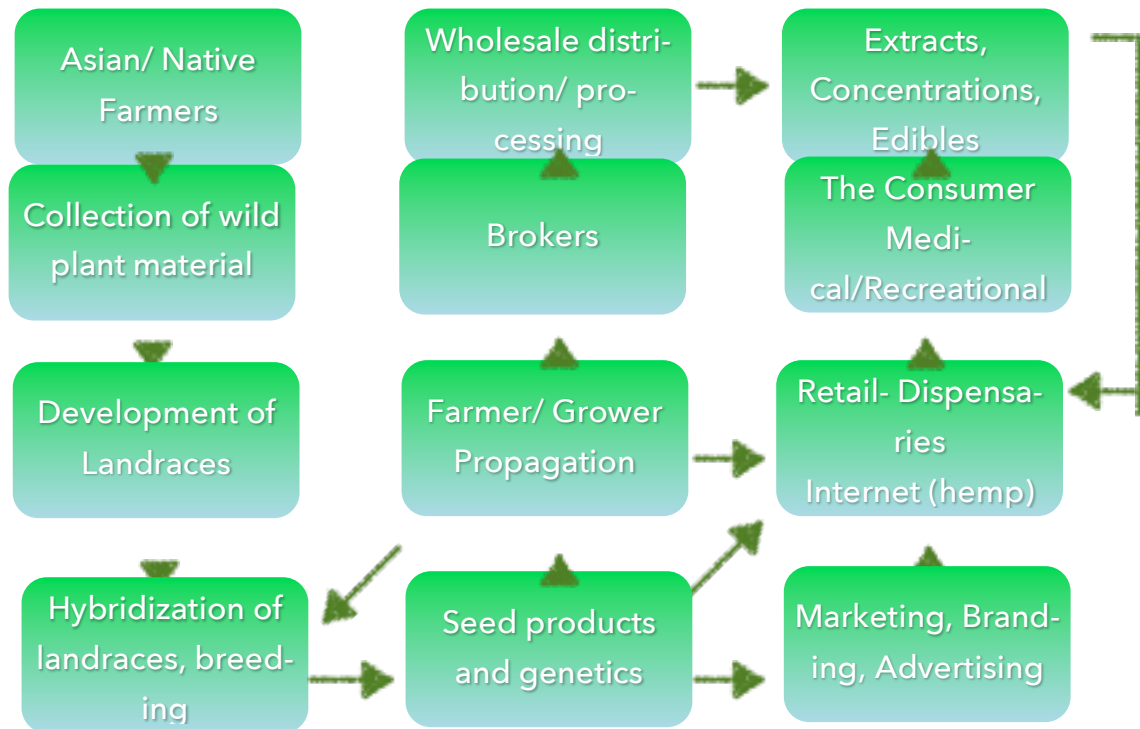 Asian/ Native
Farmers
Collection of wild
plant material
Development of
Landraces
Hybridization of
landraces, breed-
ing
Wholesale distri-
bution/ pro-
cessing
Brokers
Farmer/ Grower
Propagation
Seed products
and genetics
Extracts,
Concentrations,
Edibles
The Consumer
Medi-
cal/Recreational
Retail- Dispensa-
ries
Internet (hemp)
Marketing, Brand-
ing, Advertising